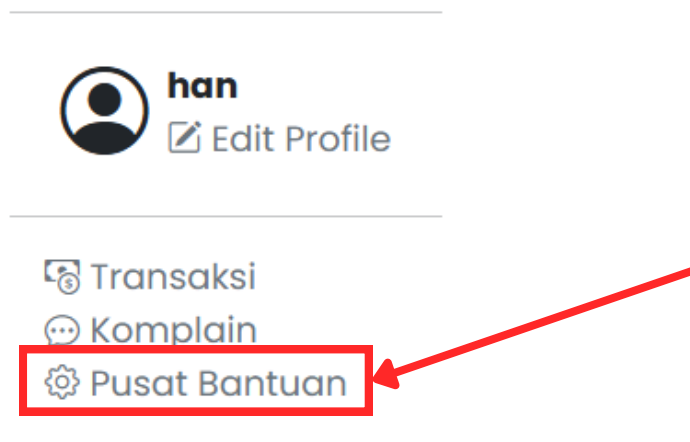 han
Edit Profile
Transaksi
Komplain
Pusat Bantuan